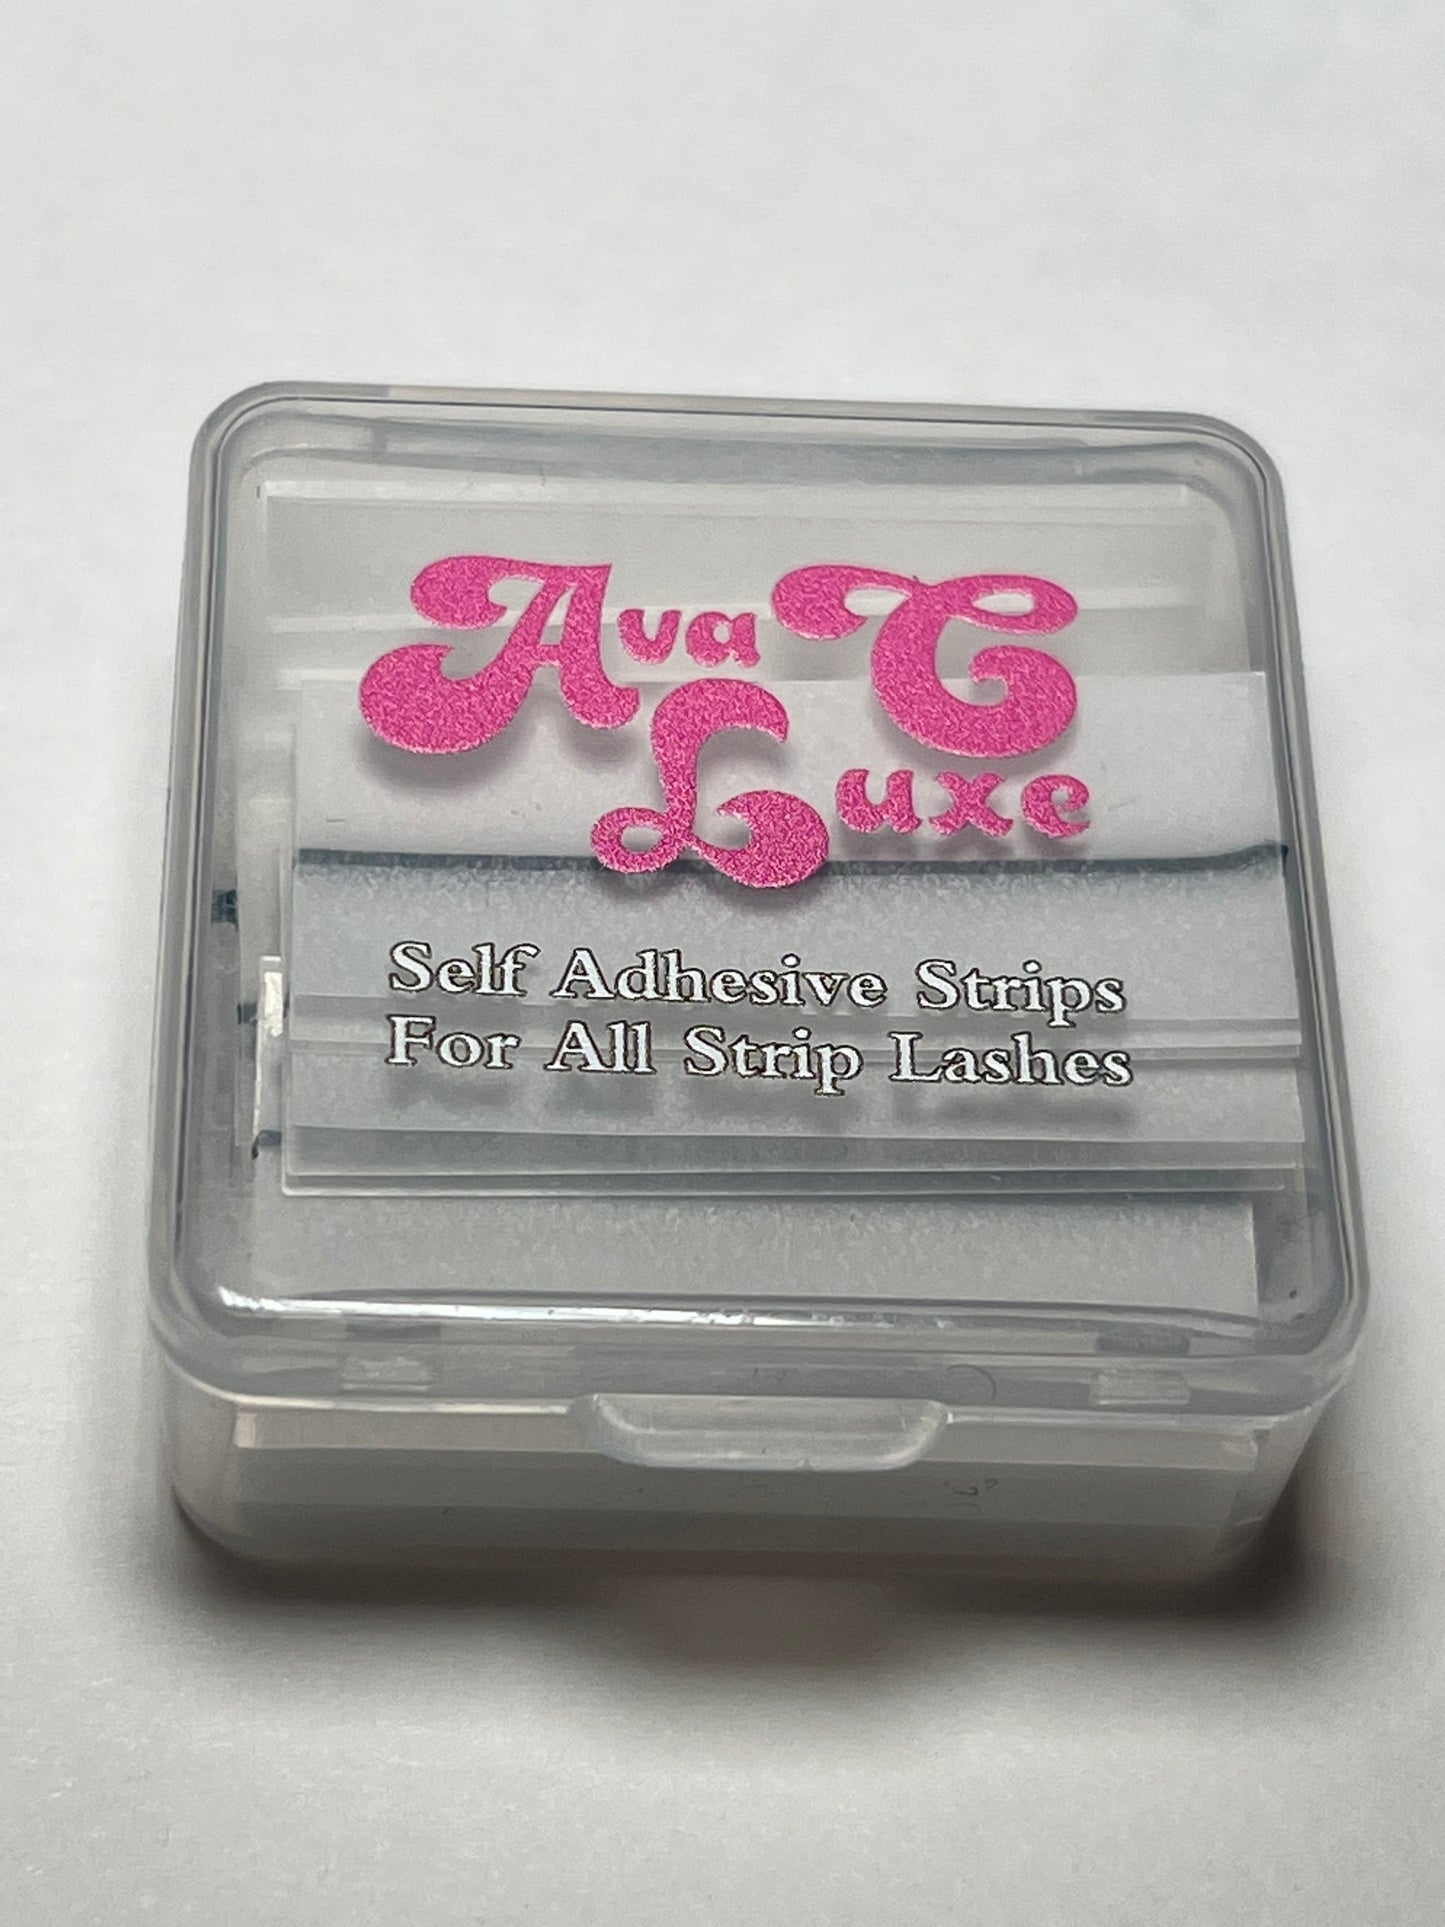 Ava C
Luxe
Self Adhesive Strips
For All Strip Lashes